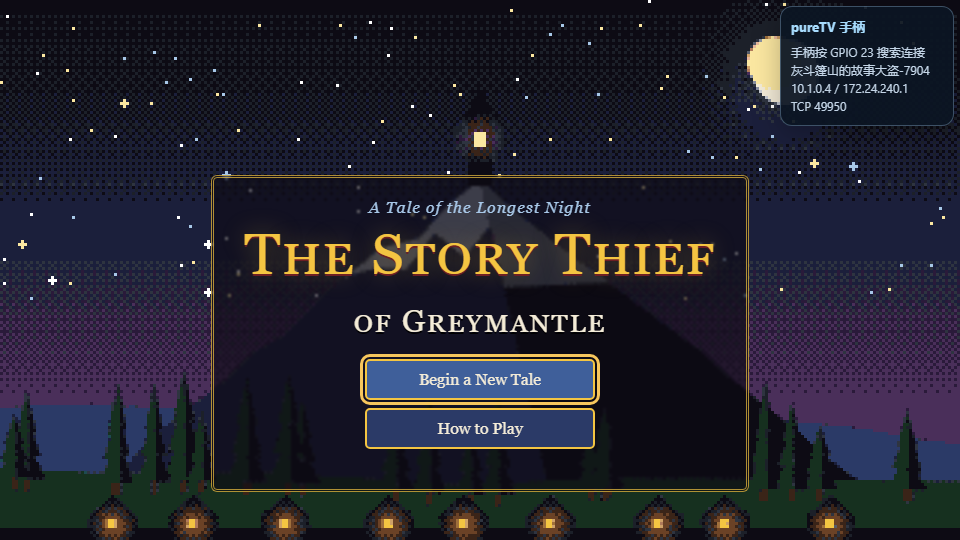 A Tale of the Longest Night
The Story Thief
of Greymantle
Begin a New Tale
How to Play
pureTV 手柄
手柄按 GPIO 23 搜索连接
灰斗篷山的故事大盗-7904
10.1.0.4 / 172.24.240.1
TCP 49950